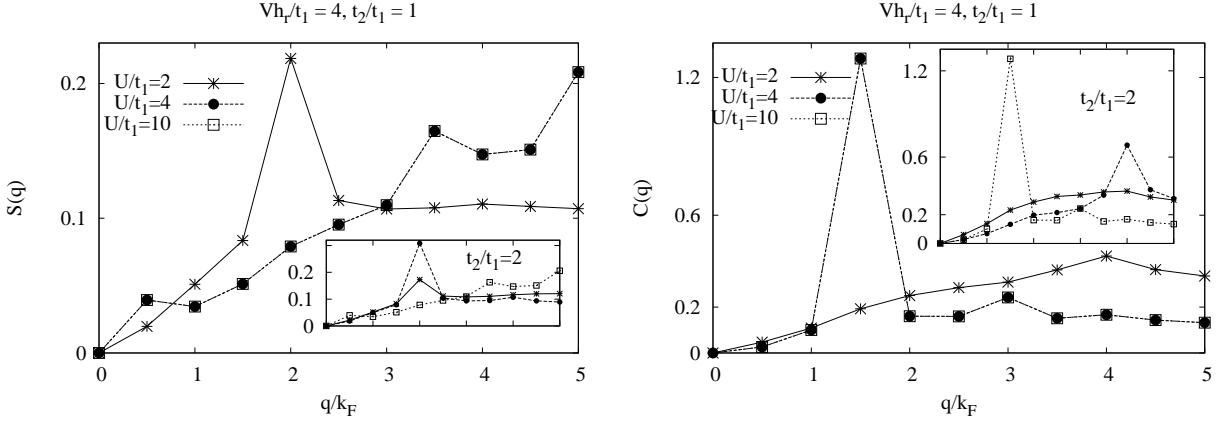 Vh_r/t_1 = 4, t_2/t_1 = 1
S(q)
0.2
0.1
0
U/t_1=2
U/t_1=4
U/t_1=10
t_2/t_1=2
0.2
0.1
0
0 1 2 3 4 5
q/k_F
Vh_r/t_1 = 4, t_2/t_1 = 1
C(q)
1.2
0.6
0.2
0
U/t_1=2
U/t_1=4
U/t_1=10
t_2/t_1=2
1.2
0.6
0.2
0
0 1 2 3 4 5
q/k_F